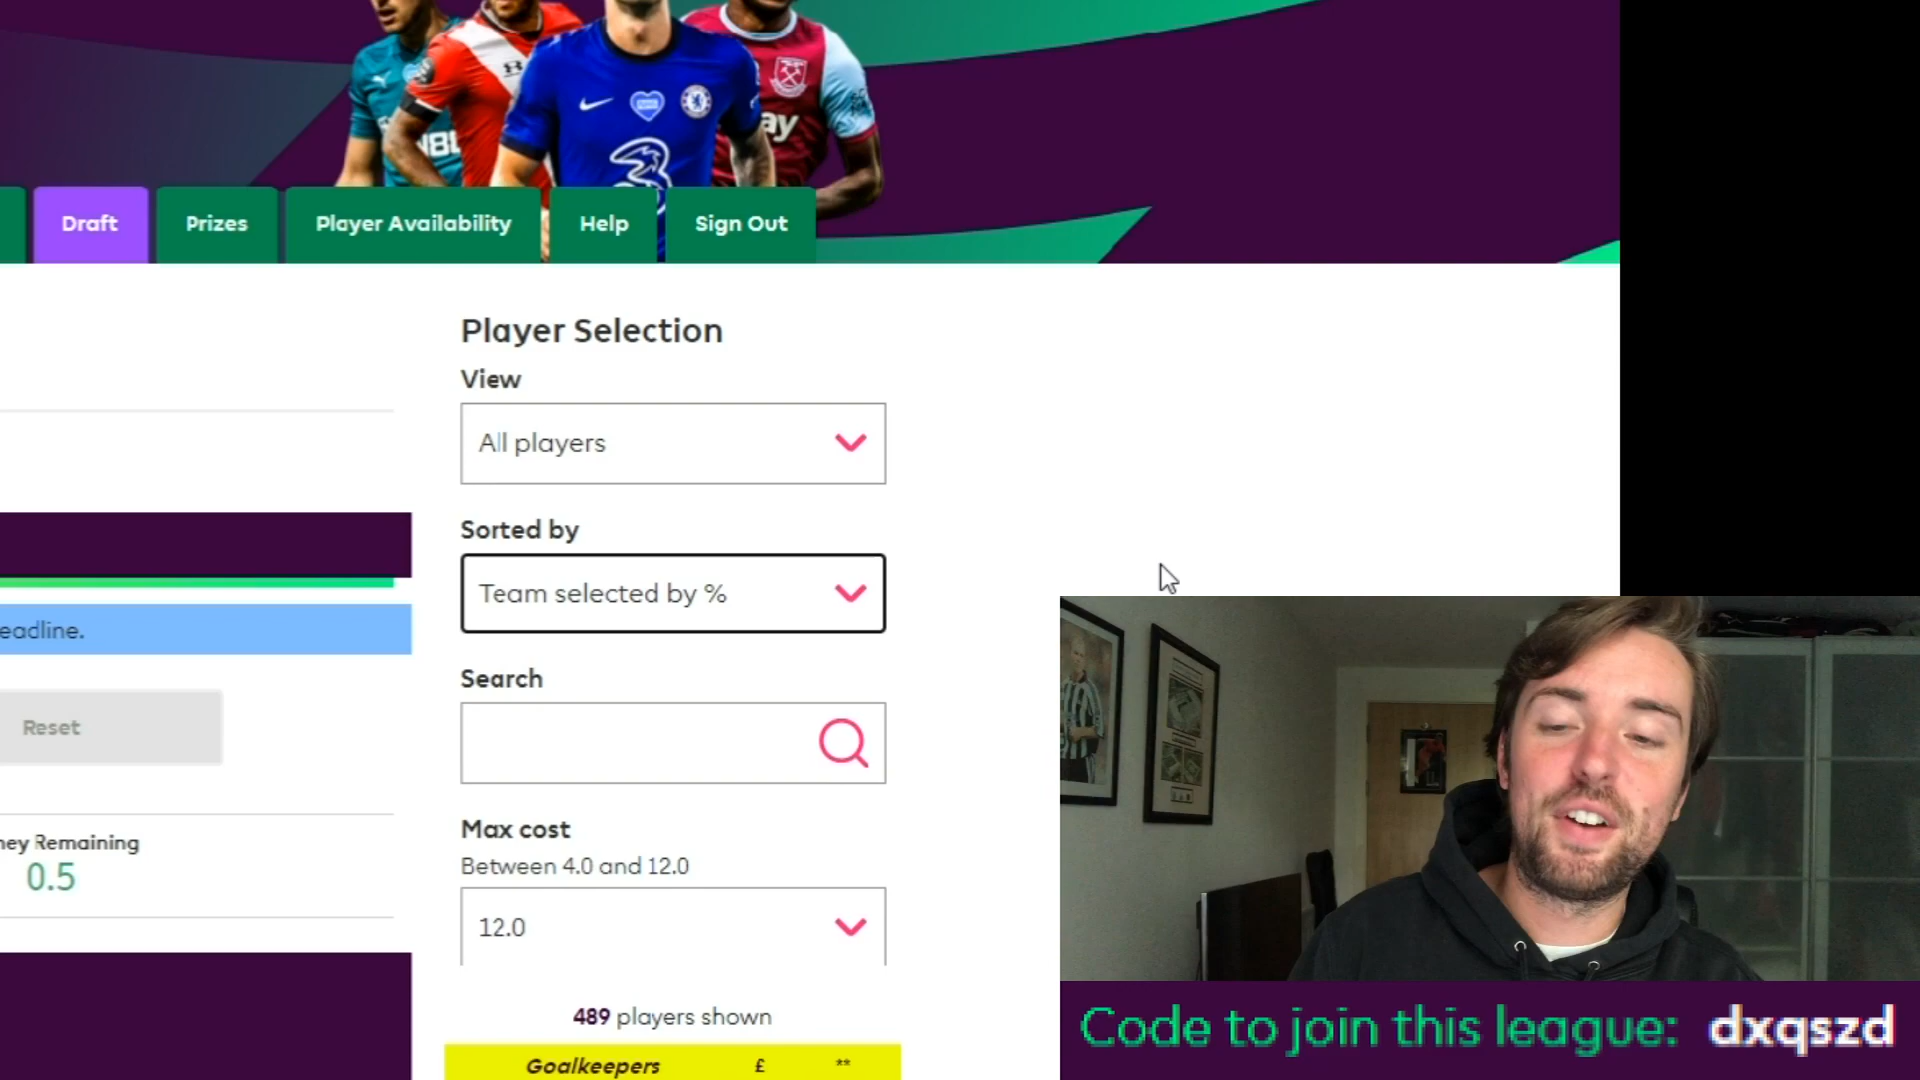 ay
Draft
Prizes
Player Availability
Help
Sign Out
Player Selection
View
All players
Sorted by
Team selected by %
eadline.
Search
Reset
Max cost
Between 4.0 and 12.0
ney Remaining
0.5
12.0
489 players shown
Goalkeepers £ **
Code to join this league: dxqszd